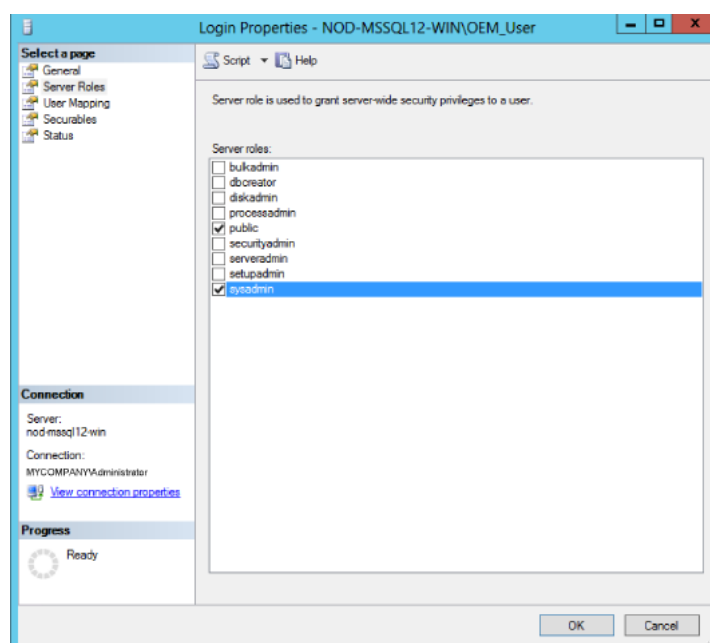 Login Properties - NOD-MSSQL12-WIN\OEM_User
Select a page
General
Server Roles
User Mapping
Securables
Status
Script
Help
Server role is used to grant server-wide security privileges to a user.
Server roles:
bulkadmin
dbcreator
diskadmin
processadmin
public
securityadmin
serveradmin
setupadmin
sysadmin
Connection
Server:
nod-mssql12-win
Connection:
MYCOMPANY\Administrator
View connection properties
Progress
Ready
OK
Cancel